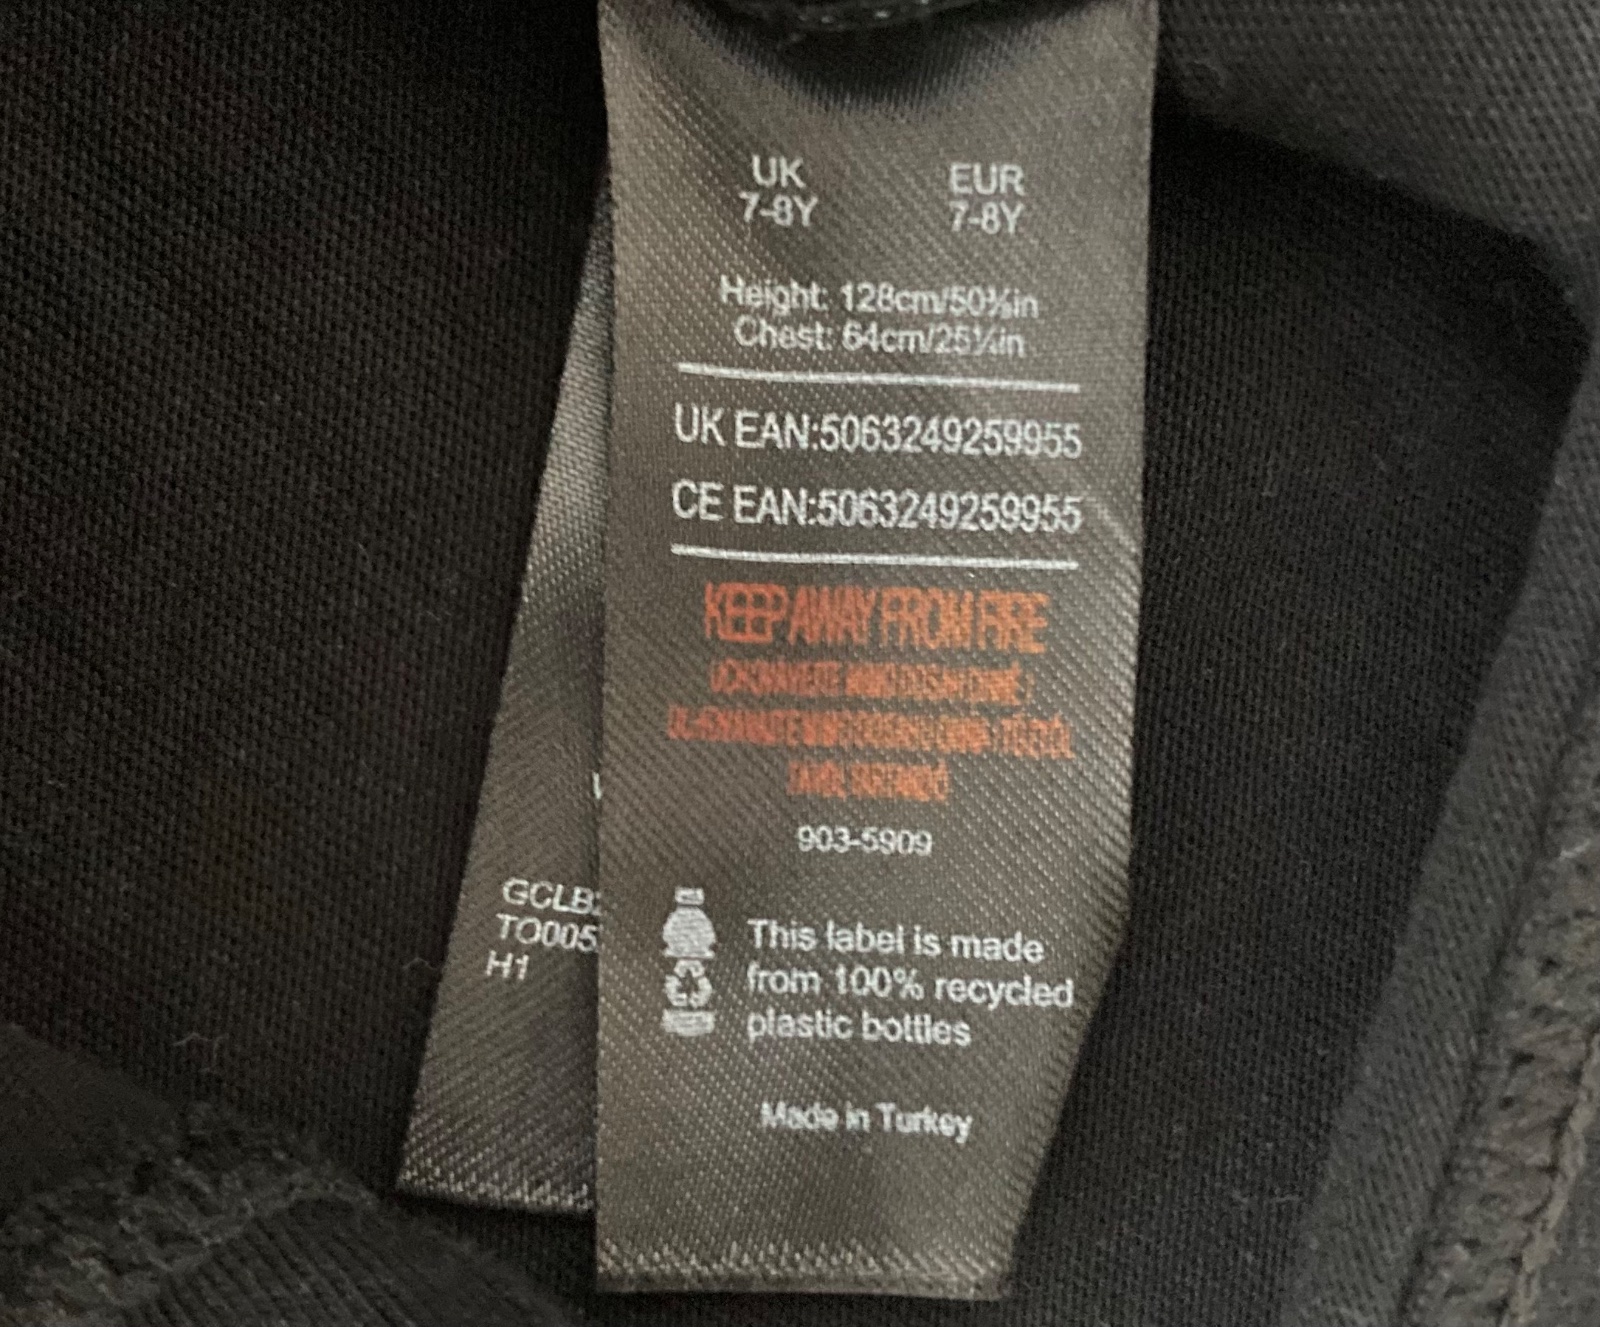 UK EUR
7-8Y 7-8Y
Height: 128cm/50⅜in
Chest: 64cm/25¼in
UK EAN:5063249259955
CE EAN:5063249259955
KEEP AWAY FROM FIRE
903-5909
This label is made
from 100% recycled
plastic bottles
Made in Turkey
GCLB
TO005
H1